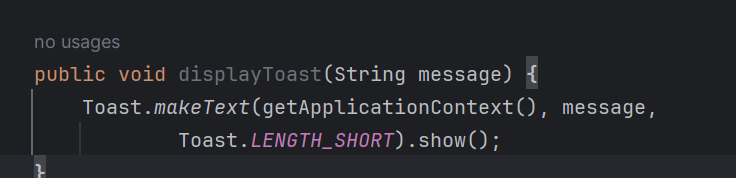 no usages
public void displayToast(String message) {
Toast.makeText(getApplicationContext(), message,
Toast.LENGTH_SHORT).show();
}